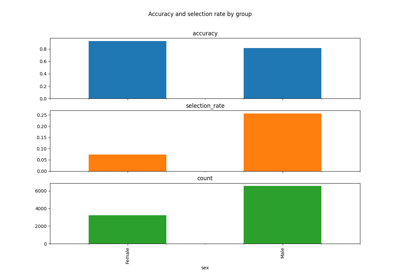 Accuracy and selection rate by group
accuracy
0.8
0.6
0.4
0.2
0.0
selection_rate
0.25
0.20
0.15
0.10
0.05
0.00
count
6000
4000
2000
0
Female
Male
sex